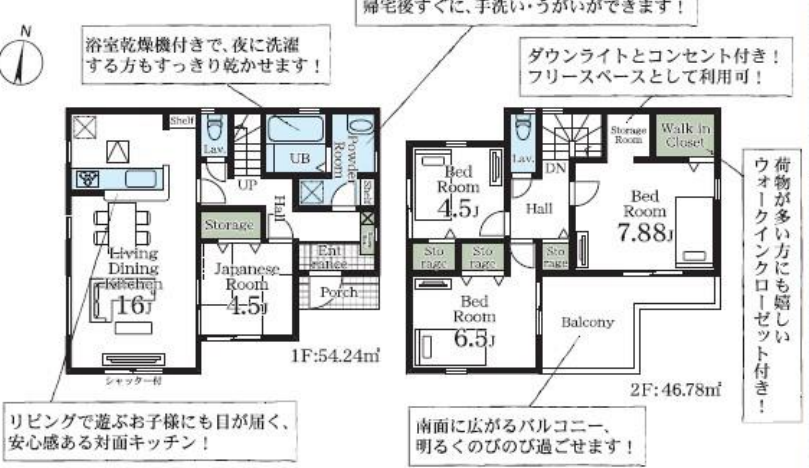 帰宅後すぐに、手洗い・うがいができます！
N
浴室乾燥機付きで、夜に洗濯
する方もすっきり乾かせます！
ダウンライトとコンセント付き！
フリースペースとして利用可！
Shelf
Lav.
UB
Powder
Room
Shelf
UP
Hall
Storage
Living
Dining
Kitchen
16J
Japanese
Room
4.5J
Ent
rance
Porch
シャッター付
1F:54.24㎡
Lav.
DN
Storage
Room
Walk in
Closet
Bed
Room
4.5J
Hall
Bed
Room
7.88J
Sto
rage
Sto
rage
Sto
rage
Bed
Room
6.5J
Balcony
2F:46.78㎡
荷物が多い方にも嬉しい
ウォークインクローゼット付き！
リビングで遊ぶお子様にも目が届く、
安心感ある対面キッチン！
南面に広がるバルコニー、
明るくのびのび過ごせます！